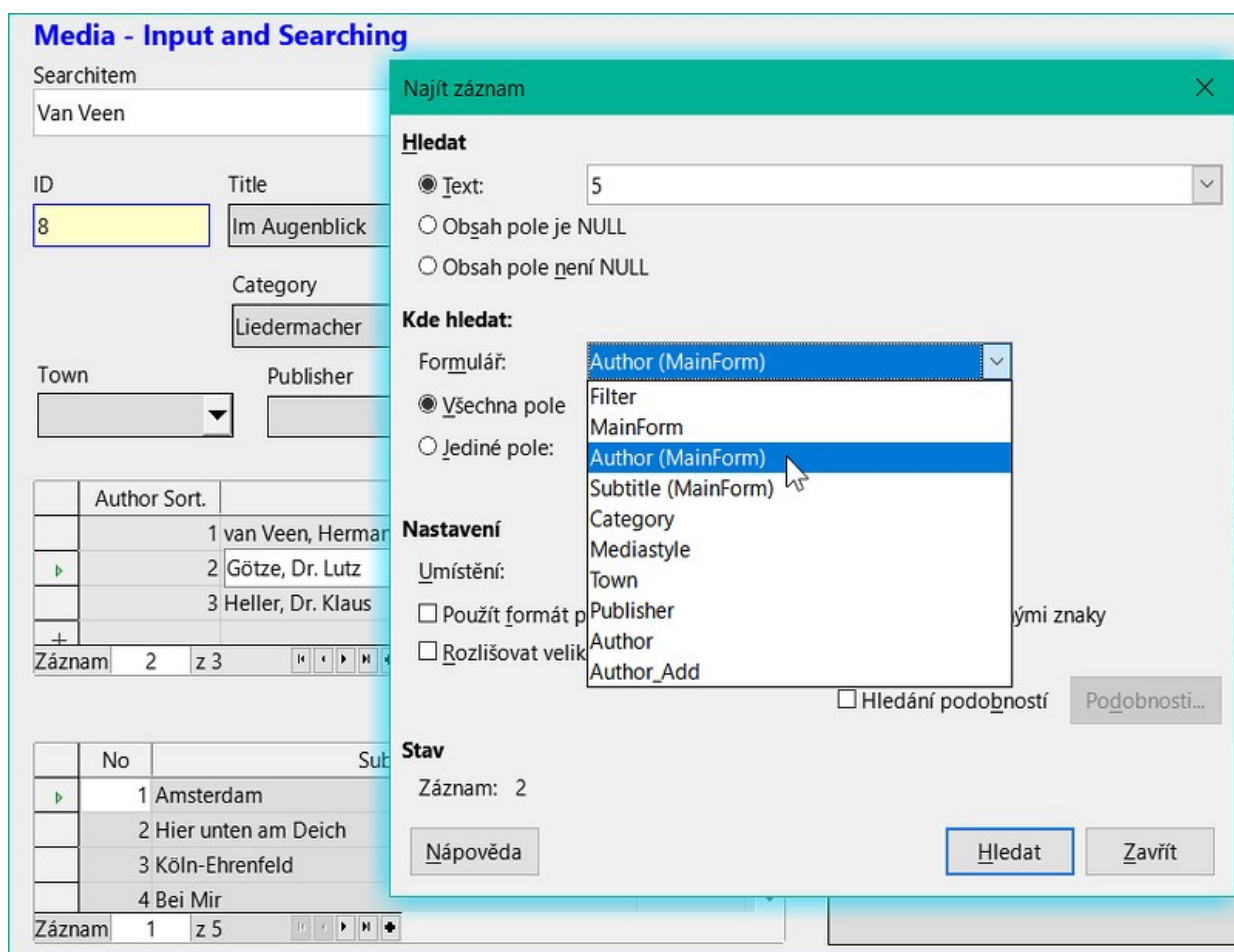 Media - Input and Searching
Searchitem
Van Veen
ID
Title
8
Im Augenblick
Category
Liedermacher
Town
Publisher
Author Sort.
1 van Veen, Herman
2 Götze, Dr. Lutz
3 Heller, Dr. Klaus
Záznam 2 z 3
No
1 Amsterdam
2 Hier unten am Deich
3 Köln-Ehrenfeld
4 Bei Mir
Záznam 1 z 5
Najít záznam
Hledat
Text: 5
Obsah pole je NULL
Obsah pole není NULL
Kde hledat:
Formulář: Author (MainForm)
Všechna pole
Jediné pole:
Filter
MainForm
Author (MainForm)
Subtitle (MainForm)
Category
Mediastyle
Town
Publisher
Author
Author_Add
Nastavení
Umístění:
Použít formát
znaky
Rozlišovat
Hledání podobností
Podobnosti...
Stav
Záznam: 2
Nápověda
Hledat
Zavřít